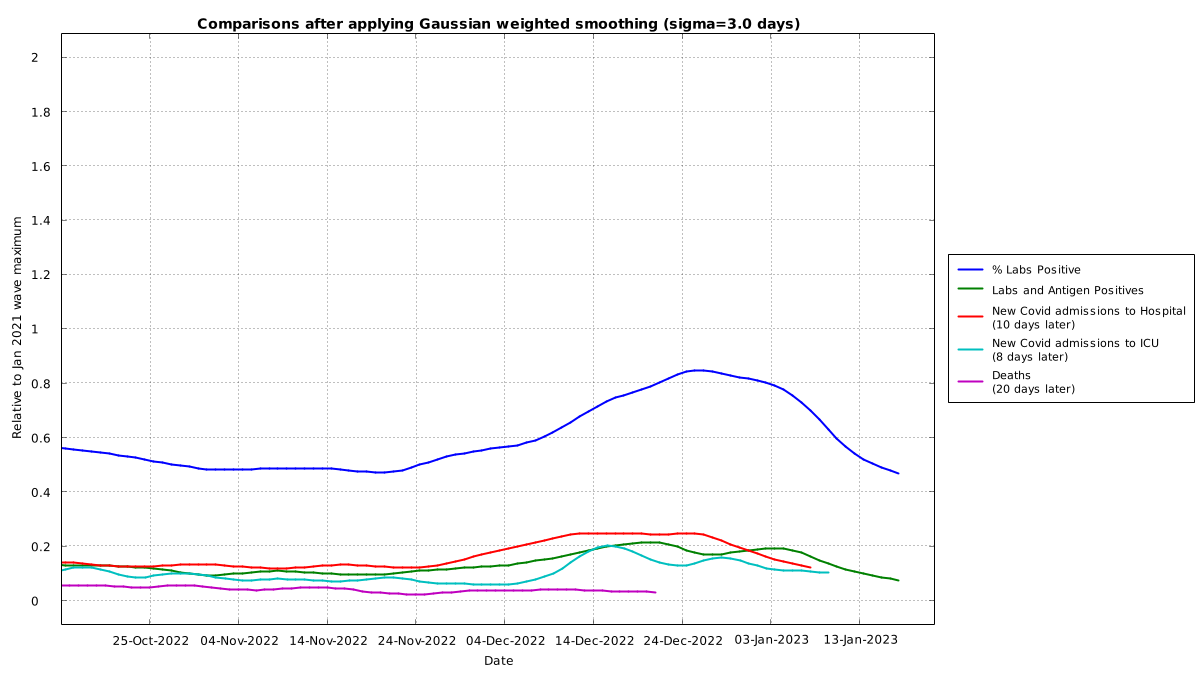 Comparisons after applying Gaussian weighted smoothing (sigma=3.0 days)
2
1.8
1.6
1.4
1.2
1
0.8
0.6
0.4
0.2
0
Relative to Jan 2021 wave maximum
25-Oct-2022 04-Nov-2022 14-Nov-2022 24-Nov-2022 04-Dec-2022 14-Dec-2022 24-Dec-2022 03-Jan-2023 13-Jan-2023
Date
% Labs Positive
Labs and Antigen Positives
New Covid admissions to Hospital
(10 days later)
New Covid admissions to ICU
(8 days later)
Deaths
(20 days later)